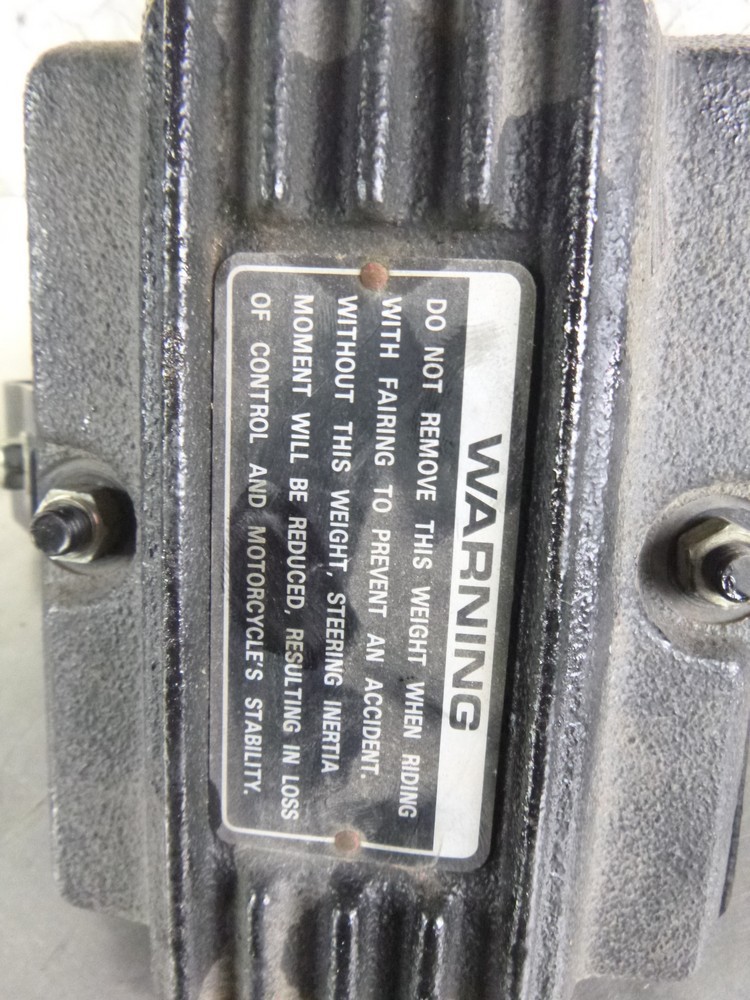 WARNING
DO NOT REMOVE THIS WEIGHT WHEN RIDING
WITH FAIRING TO PREVENT AN ACCIDENT.
WITHOUT THIS WEIGHT, STEERING INERTIA
MOMENT WILL BE REDUCED, RESULTING IN LOSS
OF CONTROL AND MOTORCYCLE'S STABILITY.